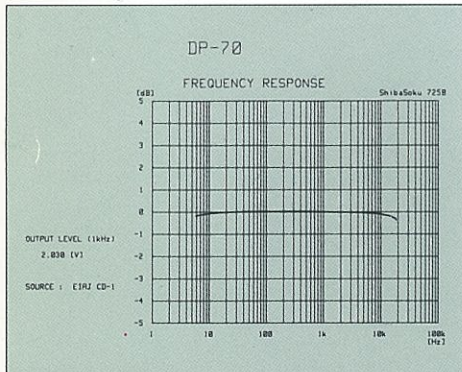 DP-70
FREQUENCY RESPONSE
[dB]
ShibaSoku 725B
5
4
3
2
1
0
-1
-2
-3
-4
-5
OUTPUT LEVEL (1kHz)
2.030 [V]
SOURCE : EIAJ CD-1
1 10 100 1k 10k 100k
[Hz]